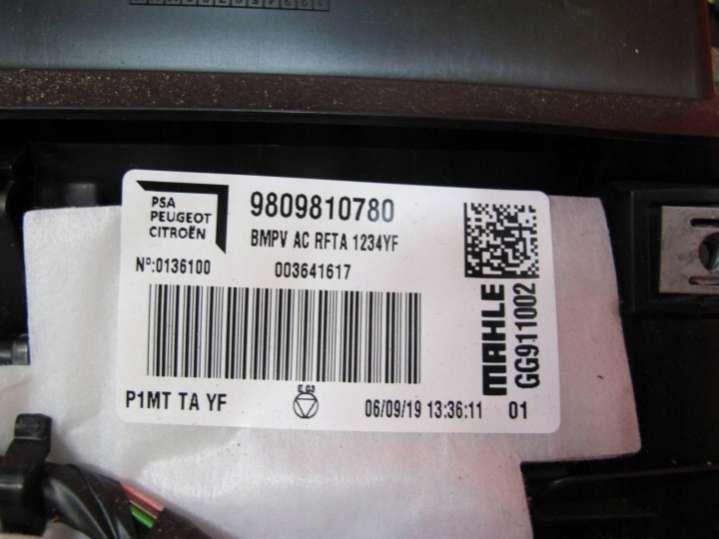 PSA
PEUGEOT
CITROËN
9809810780
BMPV AC RFTA 1234YF
Nº:0136100
003641617
MAHLE
GG911002
P1MT TA YF
E G3
06/09/19 13:36:11
01